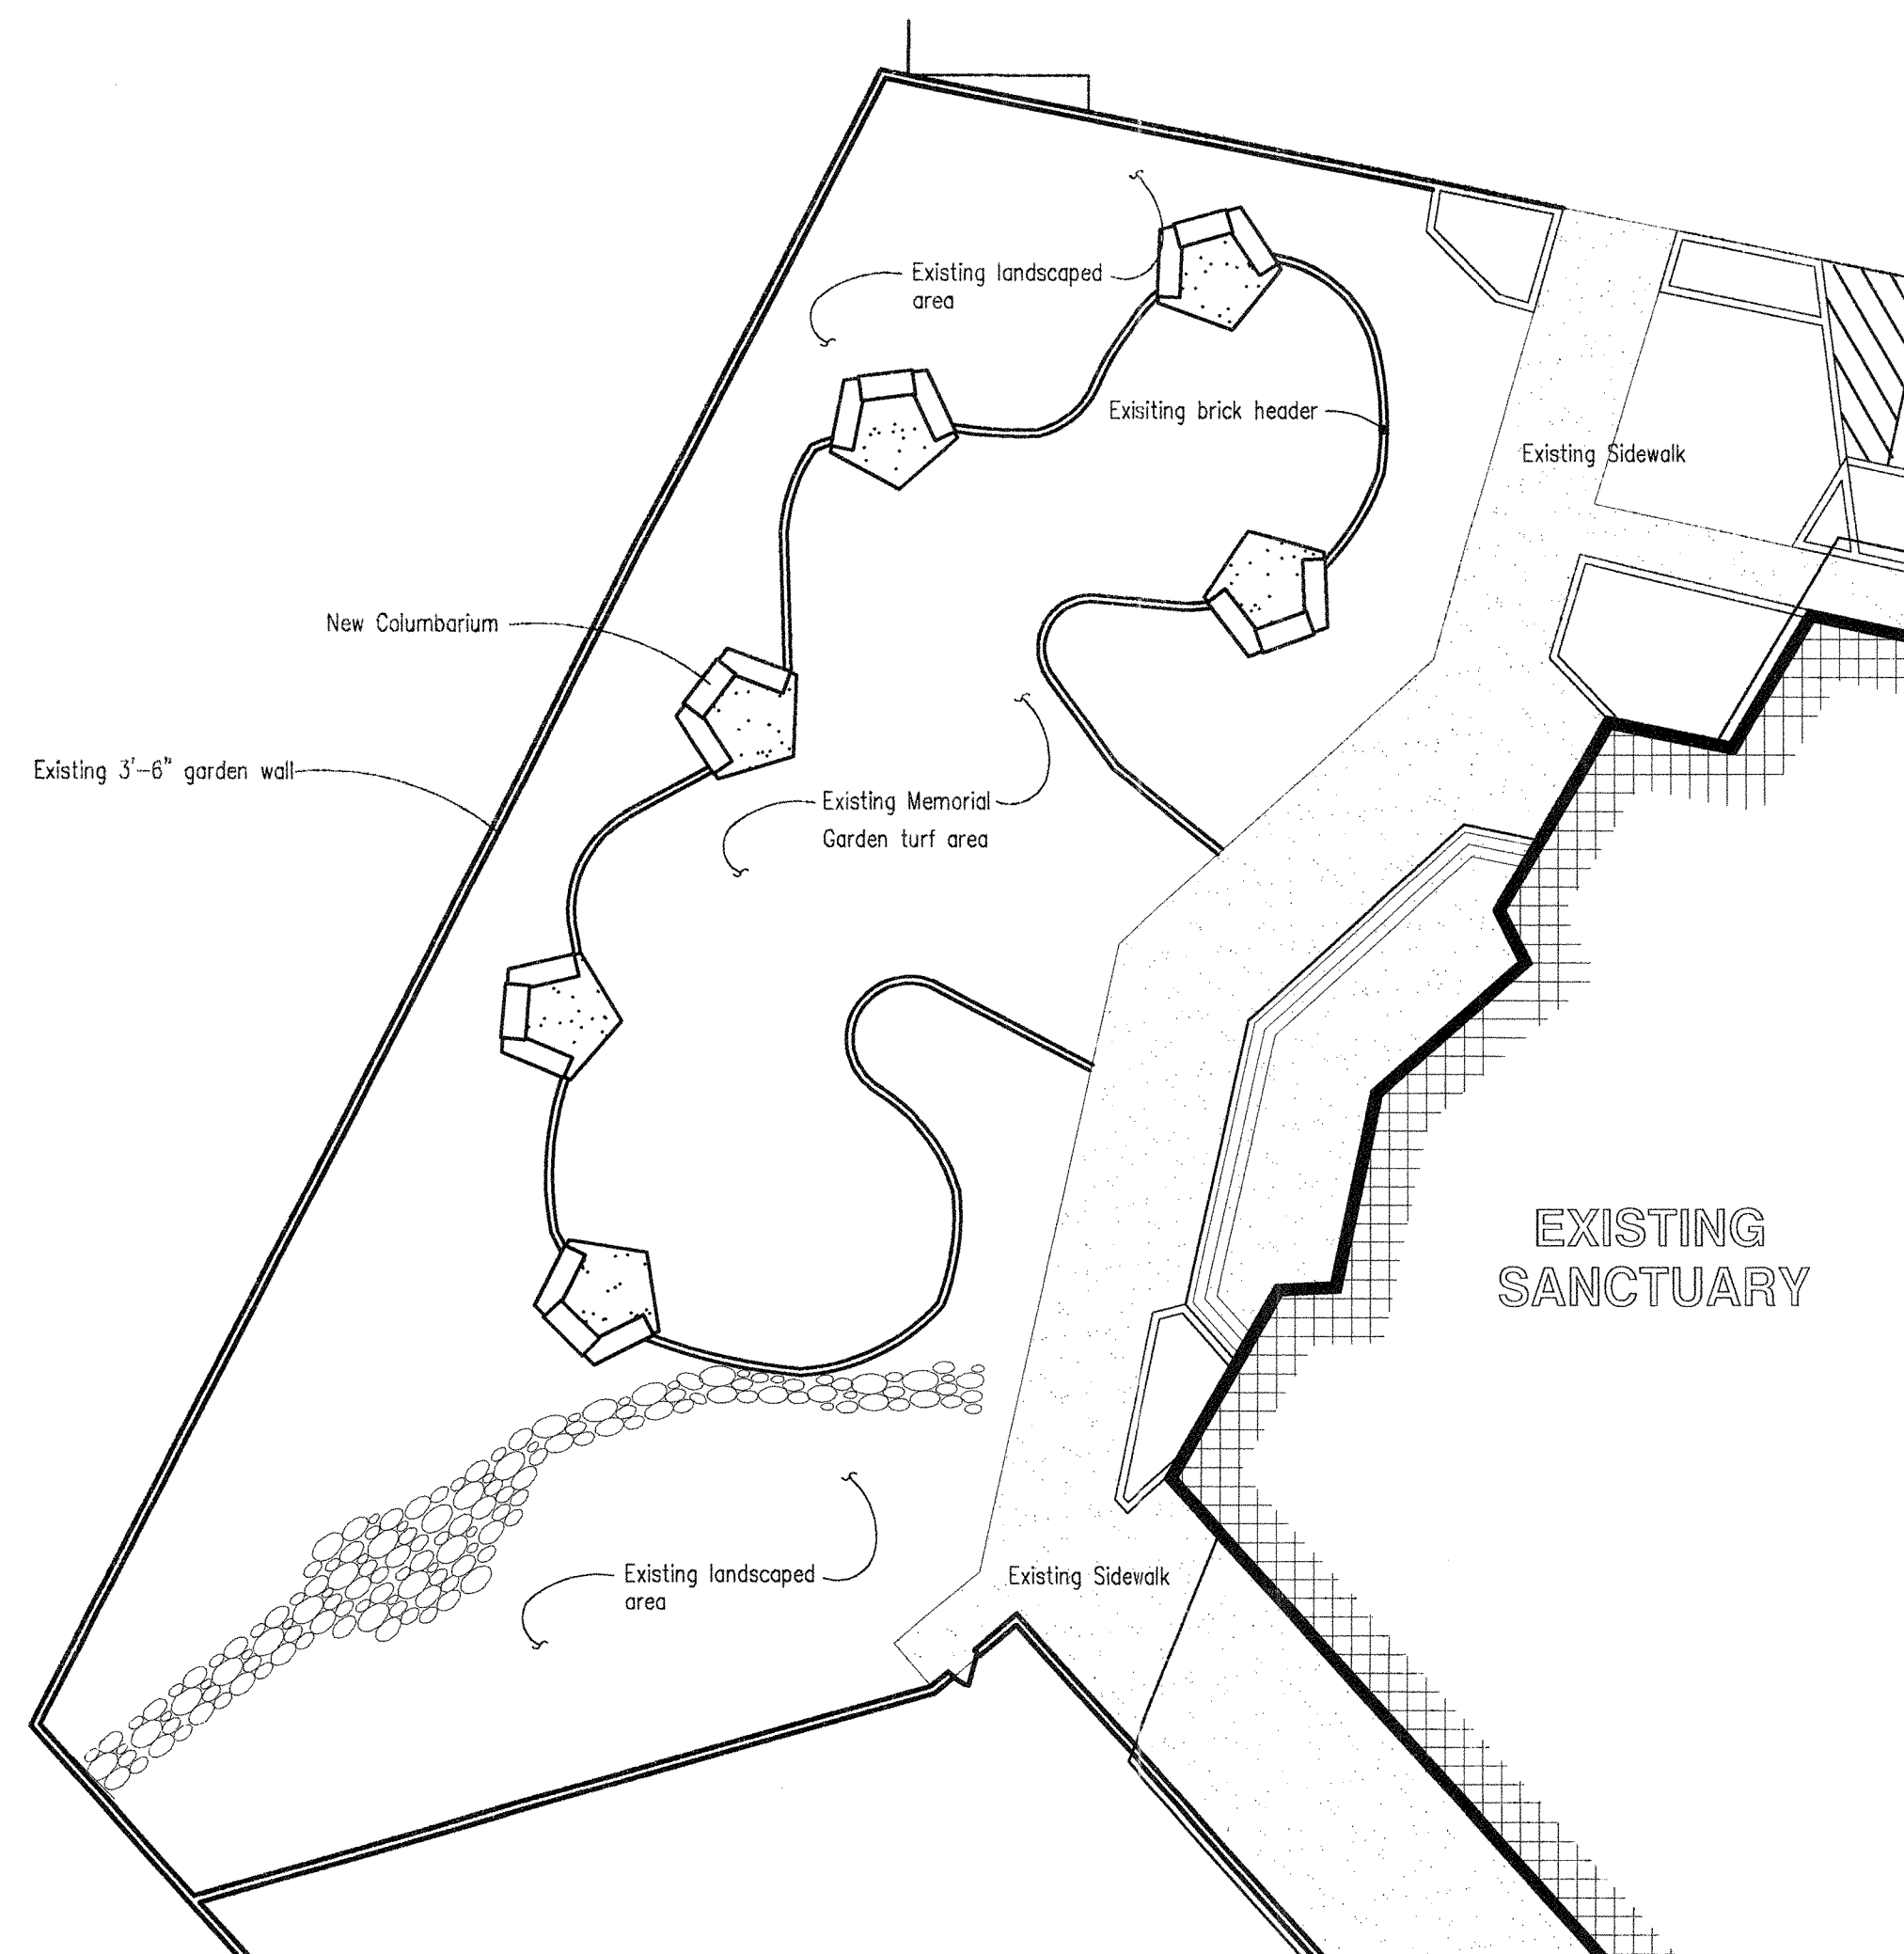 Existing landscaped
area
Exisiting brick header
Existing Sidewalk
New Columbarium
Existing 3'-6" garden wall
Existing Memorial
Garden turf area
EXISTING
SANCTUARY
Existing landscaped
area
Existing Sidewalk